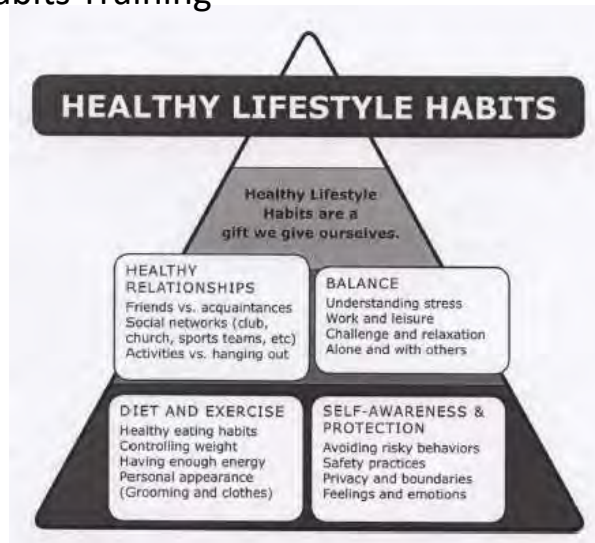 Habits Training
HEALTHY LIFESTYLE HABITS
Healthy Lifestyle
Habits are a
gift we give ourselves.
HEALTHY
RELATIONSHIPS
Friends vs. acquaintances
Social networks (club,
church, sports teams, etc)
Activities vs. hanging out
BALANCE
Understanding stress
Work and leisure
Challenge and relaxation
Alone and with others
DIET AND EXERCISE
Healthy eating habits
Controlling weight
Having enough energy
Personal appearance
(Grooming and clothes)
SELF-AWARENESS &
PROTECTION
Avoiding risky behaviors
Safety practices
Privacy and boundaries
Feelings and emotions